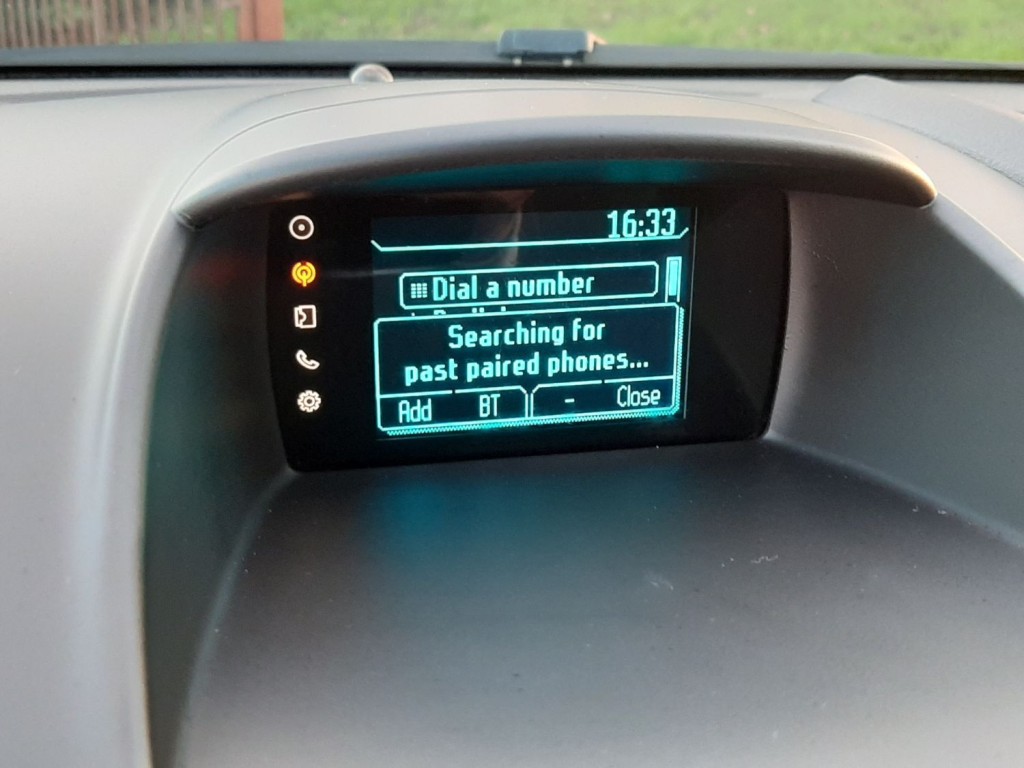 16:33
Dial a number
Searching for
past paired phones...
Add BT - Close